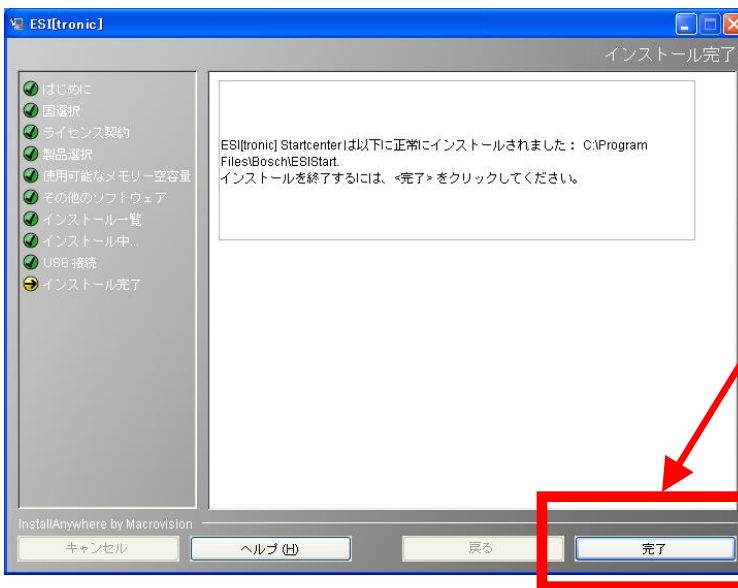 ESI[tronic]
インストール完了
はじめに
国選択
ライセンス契約
製品選択
使用可能なメモリー空容量
その他のソフトウェア
インストール一覧
インストール中...
USB 接続
インストール完了
ESI[tronic] Startcenter は以下に正常にインストールされました： C:\Program
Files\Bosch\ESIStart.
インストールを終了するには、<完了> をクリックしてください。
InstallAnywhere by Macrovision
キャンセル
ヘルプ (H)
戻る
完了